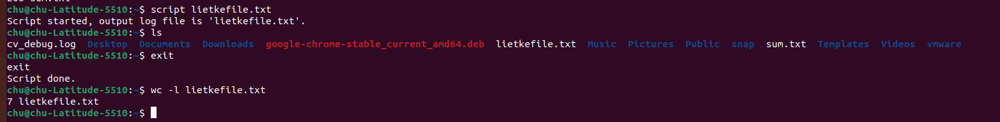 chu@chu-Latitude-5510:~$ script lietkefile.txt
Script started, output log file is 'lietkefile.txt'.
chu@chu-Latitude-5510:~$ ls
cv_debug.log  Desktop  Documents  Downloads  google-chrome-stable_current_amd64.deb  lietkefile.txt  Music  Pictures  Public  snap  sum.txt  Templates  Videos  vmware
chu@chu-Latitude-5510:~$ exit
exit
Script done.
chu@chu-Latitude-5510:~$ wc -l lietkefile.txt
7 lietkefile.txt
chu@chu-Latitude-5510:~$